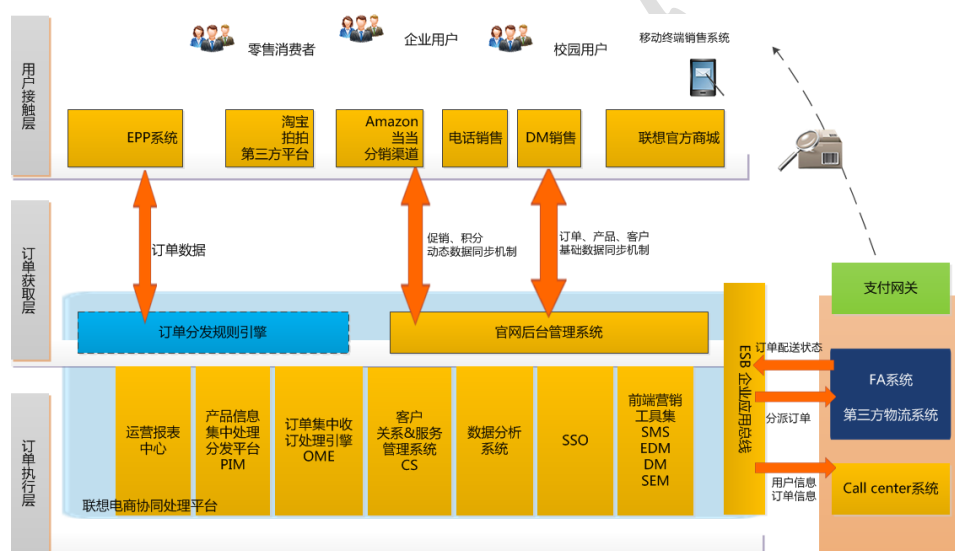 用户接触层
零售消费者
企业用户
校园用户
移动终端销售系统
EPP系统
淘宝
拍拍
第三方平台
Amazon
当当
分销渠道
电话销售
DM销售
联想官方商城
订单获取层
订单数据
促销、积分
动态数据同步机制
订单、产品、客户
基础数据同步机制
支付网关
订单分发规则引擎
官网后台管理系统
ESB 企业应用总线
订单配送状态
分派订单
FA系统
第三方物流系统
订单执行层
运营报表
中心
产品信息
集中处理
分发平台
PIM
订单集中收
订处理引擎
OME
客户
关系&服务
管理系统
CS
数据分析
系统
SSO
前端营销
工具集
SMS
EDM
DM
SEM
用户信息
订单信息
Call center系统
联想电商协同处理平台